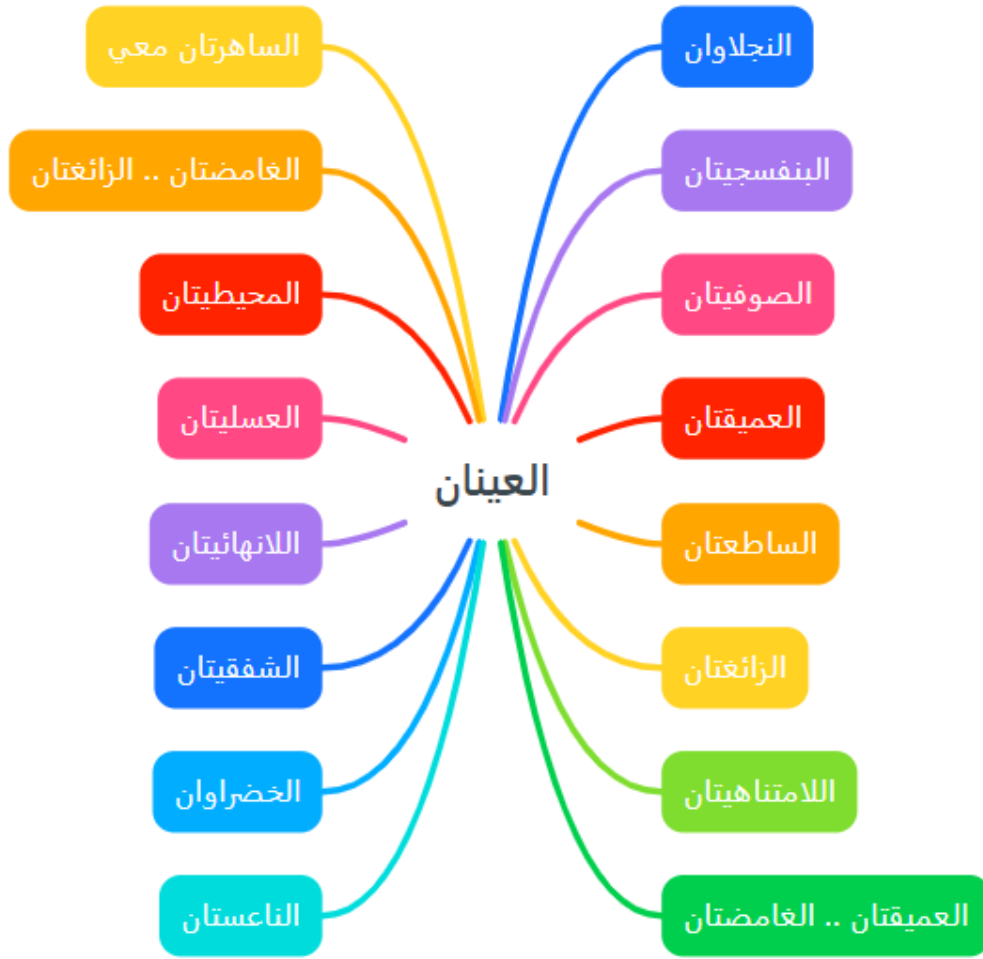 النجلاوان
البنفسجيتان
الصوفيتان
العميقتان
الساطعتان
الزائغتان
اللامتناهيتان
العميقتان .. الغامضتان
العينان
الساهرتان معي
الغامضتان .. الزائغتان
المحيطيتان
العسليتان
اللانهائيتان
الشفقيتان
الخضراوان
الناعستان